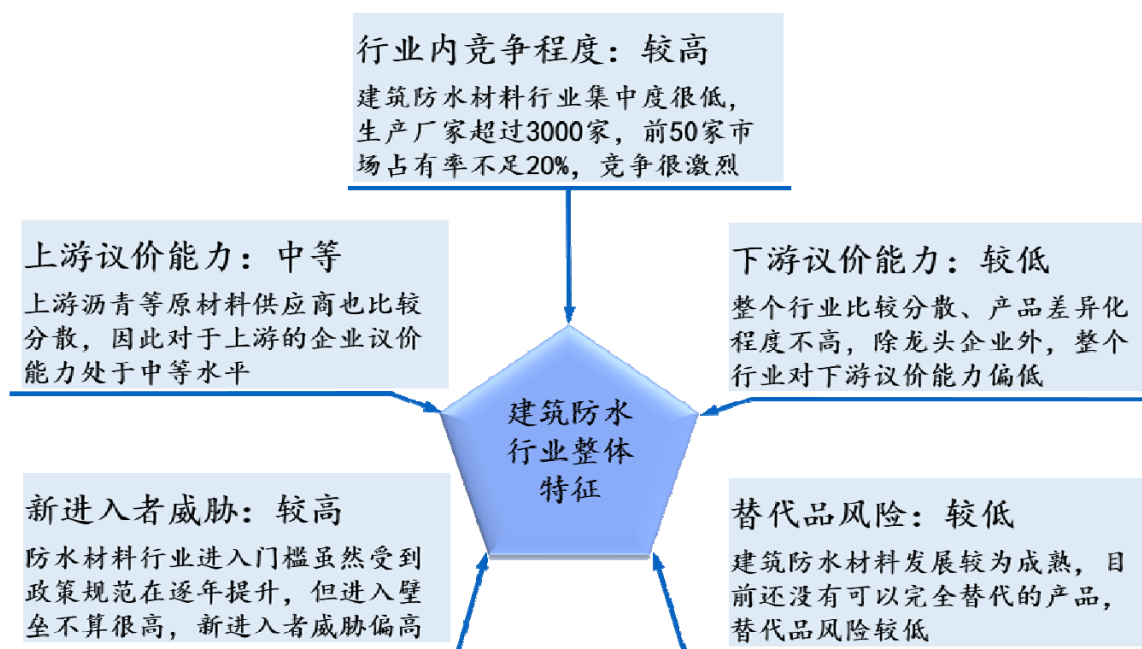 行业内竞争程度：较高
建筑防水材料行业集中度很低，
生产厂家超过3000家，前50家市
场占有率不足20%，竞争很激烈
上游议价能力：中等
上游沥青等原材料供应商也比较
分散，因此对于上游的企业议价
能力处于中等水平
下游议价能力：较低
整个行业比较分散、产品差异化
程度不高，除龙头企业外，整个
行业对下游议价能力偏低
建筑防水
行业整体
特征
新进入者威胁：较高
防水材料行业进入门槛虽然受到
政策规范在逐年提升，但进入壁
垒不算很高，新进入者威胁偏高
替代品风险：较低
建筑防水材料发展较为成熟，目
前还没有可以完全替代的产品，
替代品风险较低